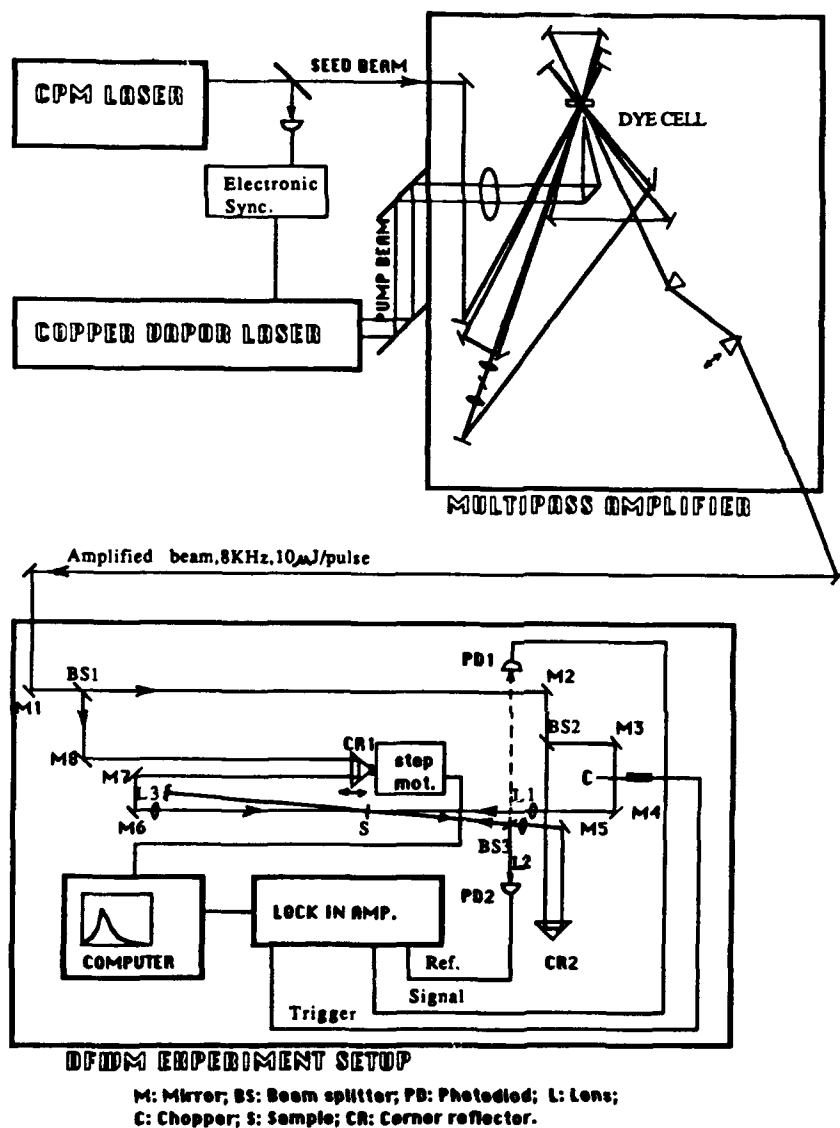 SEED BEAM
CPM LASER
DYE CELL
Electronic
Sync.
PUMP BEAM
COPPER VAPOR LASER
MULTIPASS AMPLIFIER
Amplified beam,8KHz,10μJ/pulse
PD1
M2
BS1
M1
BS2
M3
M8
CR1
step
mot.
M7
C
L3
L1
M4
M6
S
M5
BS3
L2
PD2
LOCK IN AMP.
COMPUTER
CR2
Ref.
Signal
Trigger
DFWM EXPERIMENT SETUP
M: Mirror; BS: Beam splitter; PD: Photodiod; L: Lens;
C: Chopper; S: Sample; CR: Corner reflector.